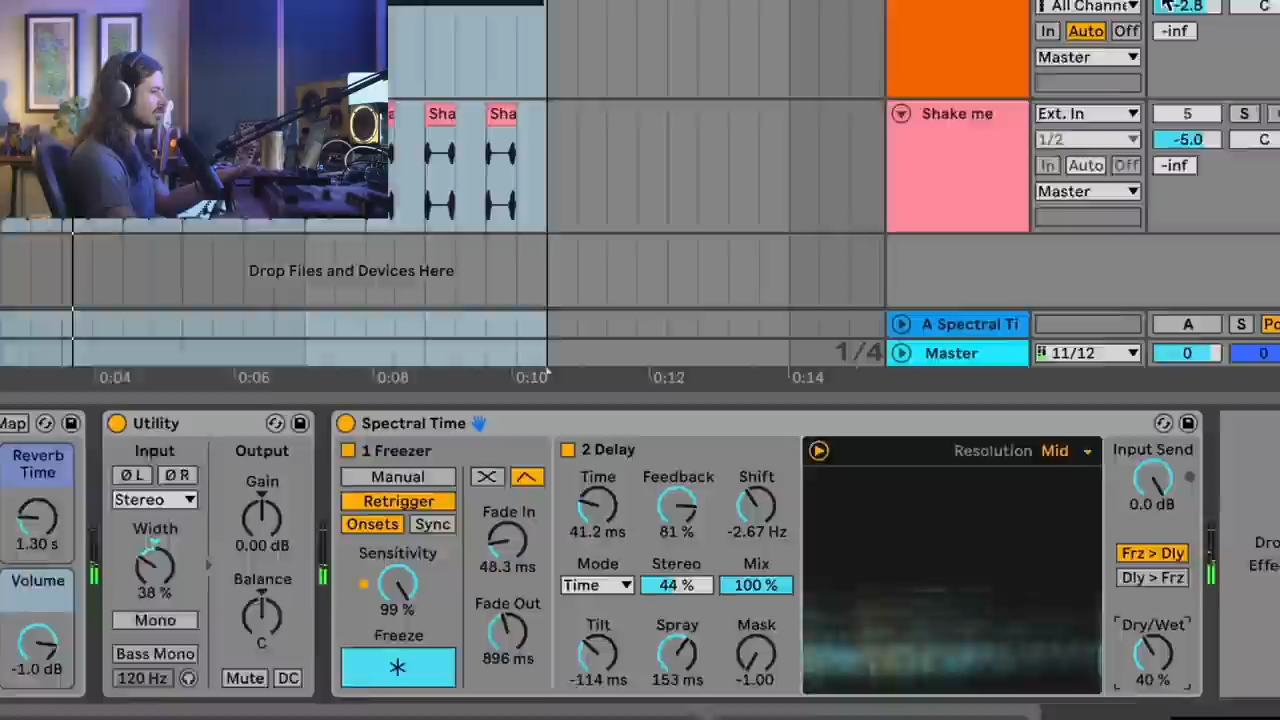 All Channe
-2.8
C
In Auto Off
-inf
Master
Sha
Sha
Shake me
Ext. In
5
S
1/2
-5.0
C
In Auto Off
-inf
Master
Drop Files and Devices Here
A Spectral Ti
A
S
Po
1/4
Master
11/12
0
0
0:04
0:06
0:08
0:10
0:12
0:14
Map
Reverb
Time
1.30 s
Volume
-1.0 dB
Utility
Input
Ø L
Ø R
Stereo
Width
38 %
Mono
Bass Mono
120 Hz
Output
Gain
0.00 dB
Balance
C
Mute
DC
Spectral Time
1 Freezer
Manual
Retrigger
Onsets
Sync
Sensitivity
99 %
Freeze
Fade In
48.3 ms
Fade Out
896 ms
2 Delay
Time
Feedback
Shift
41.2 ms
81 %
-2.67 Hz
Mode
Stereo
Mix
Time
44 %
100 %
Tilt
Spray
Mask
-114 ms
153 ms
-1.00
Resolution Mid
Input Send
0.0 dB
Frz > Dly
Dly > Frz
Dry/Wet
40 %
Dro
Effe